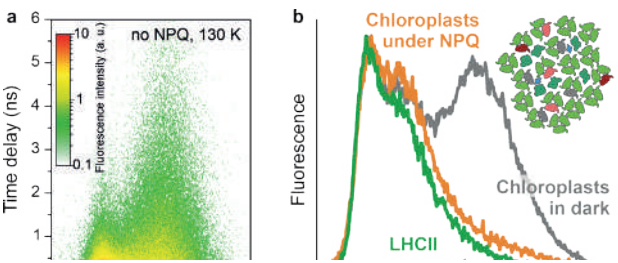 a
no NPQ, 130 K
6
5
4
3
2
1
Time delay (ns)
10
1
0.1
Fluorescence intensity (a. u.)
b
Chloroplasts
under NPQ
Chloroplasts
in dark
LHCII
Fluorescence